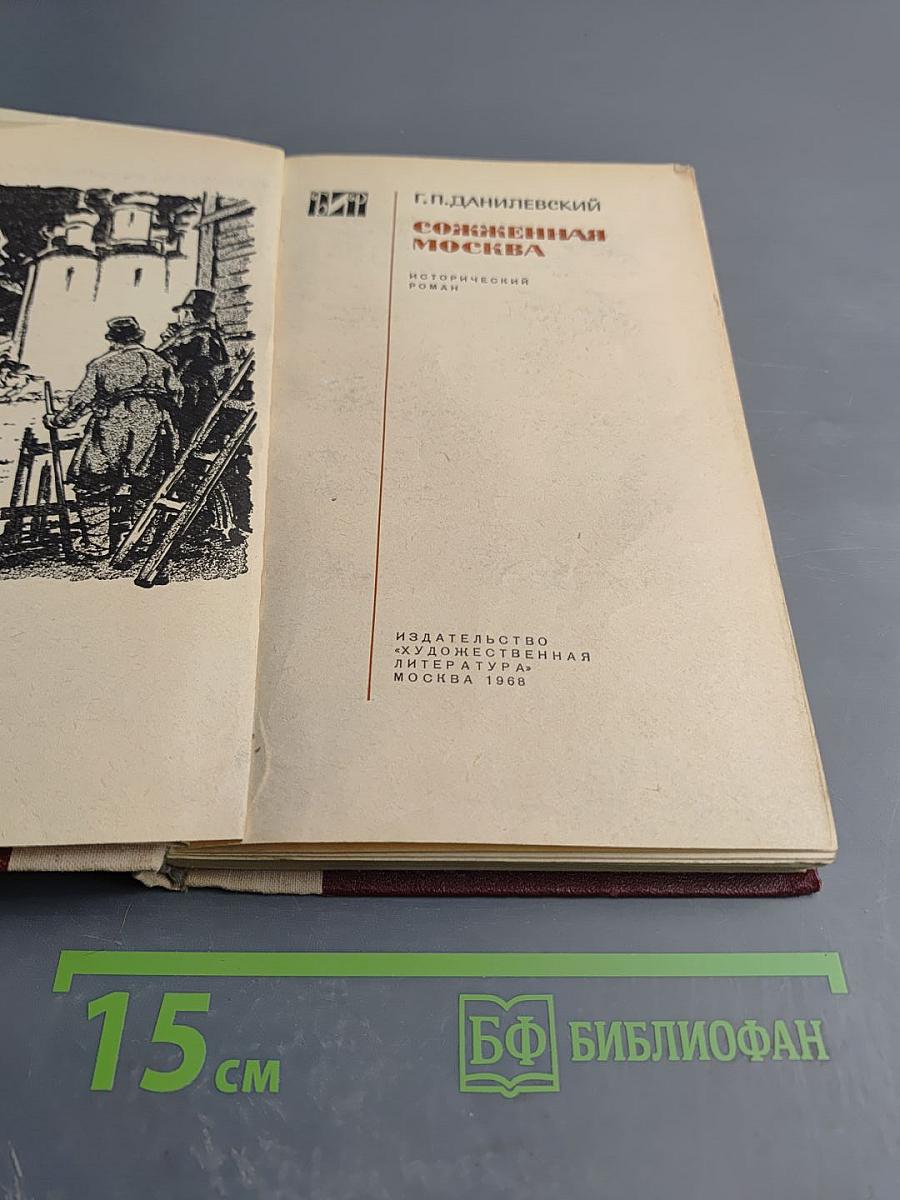 Г.П.ДАНИЛЕВСКИЙ
СОЖЖЕННАЯ
МОСКВА
ИСТОРИЧЕСКИЙ
РОМАН
ИЗДАТЕЛЬСТВО
«ХУДОЖЕСТВЕННАЯ
ЛИТЕРАТУРА»
МОСКВА 1968
15 см
БФ БИБЛИОФАН